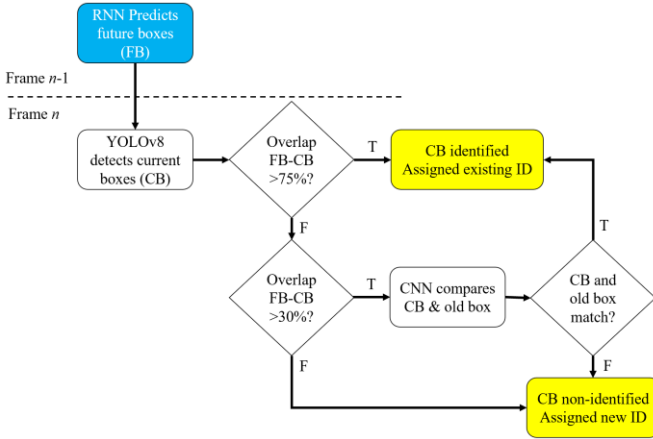 RNN Predicts
future boxes
(FB)
Frame n-1
Frame n
YOLOv8
detects current
boxes (CB)
Overlap
FB-CB
>75%?
T
CB identified
Assigned existing ID
F
T
Overlap
FB-CB
>30%?
T
CNN compares
CB & old box
CB and
old box
match?
F
F
CB non-identified
Assigned new ID